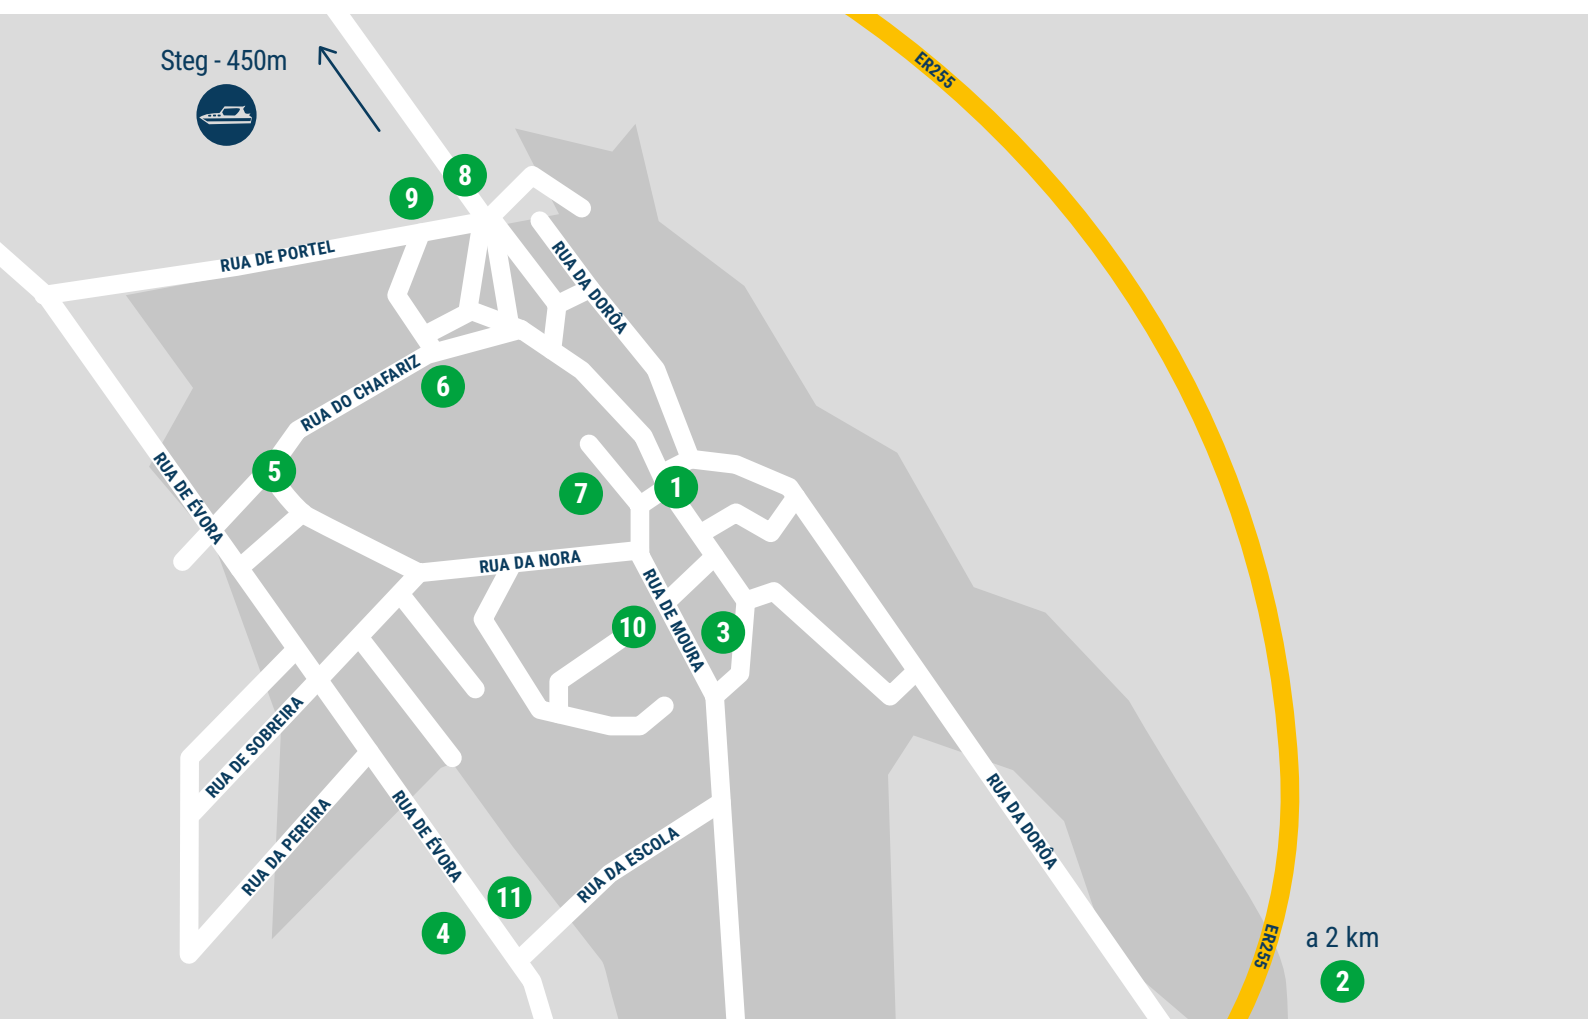 Steg - 450m
ER255
8
9
RUA DE PORTEL
RUA DA DORÔA
RUA DO CHAFARIZ
6
RUA DE ÉVORA
5
7
1
RUA DA NORA
RUA DE MOURA
10
3
RUA DE SOBREIRA
RUA DA PEREIRA
RUA DE ÉVORA
RUA DA ESCOLA
RUA DA DORÔA
11
4
ER255
a 2 km
2